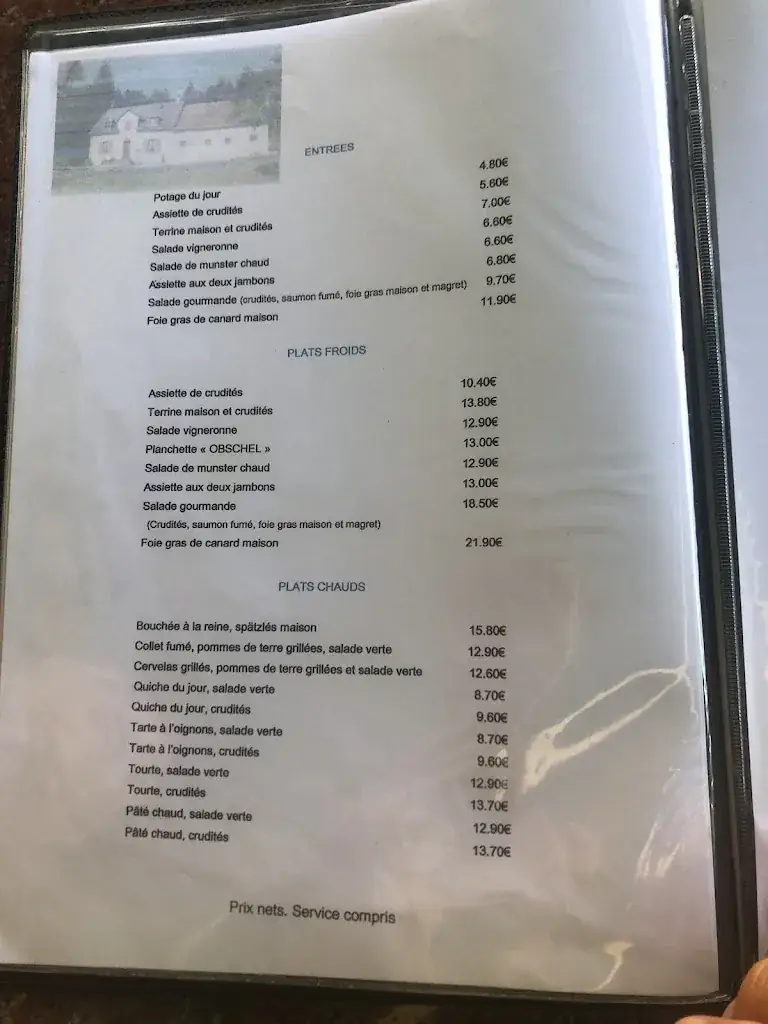 ENTREES
Potage du jour 4.80€
Assiette de crudités 5.60€
Terrine maison et crudités 7.00€
Salade vigneronne 6.60€
Salade de munster chaud 6.60€
Assiette aux deux jambons 6.80€
Salade gourmande (crudités, saumon fumé, foie gras maison et magret) 9.70€
Foie gras de canard maison 11.90€
PLATS FROIDS
Assiette de crudités 10.40€
Terrine maison et crudités 13.80€
Salade vigneronne 12.90€
Planchette « OBSCHEL » 13.00€
Salade de munster chaud 12.90€
Assiette aux deux jambons 13.00€
Salade gourmande 18.50€
(Crudités, saumon fumé, foie gras maison et magret)
Foie gras de canard maison 21.90€
PLATS CHAUDS
Bouchée à la reine, spätzlés maison 15.80€
Collet fumé, pommes de terre grillées, salade verte 12.90€
Cervelas grillés, pommes de terre grillées et salade verte 12.60€
Quiche du jour, salade verte 8.70€
Quiche du jour, crudités 9.60€
Tarte à l'oignons, salade verte 8.70€
Tarte à l'oignons, crudités 9.60€
Tourte, salade verte 12.90€
Tourte, crudités 13.70€
Pâté chaud, salade verte 12.90€
Pâté chaud, crudités 13.70€
Prix nets. Service compris